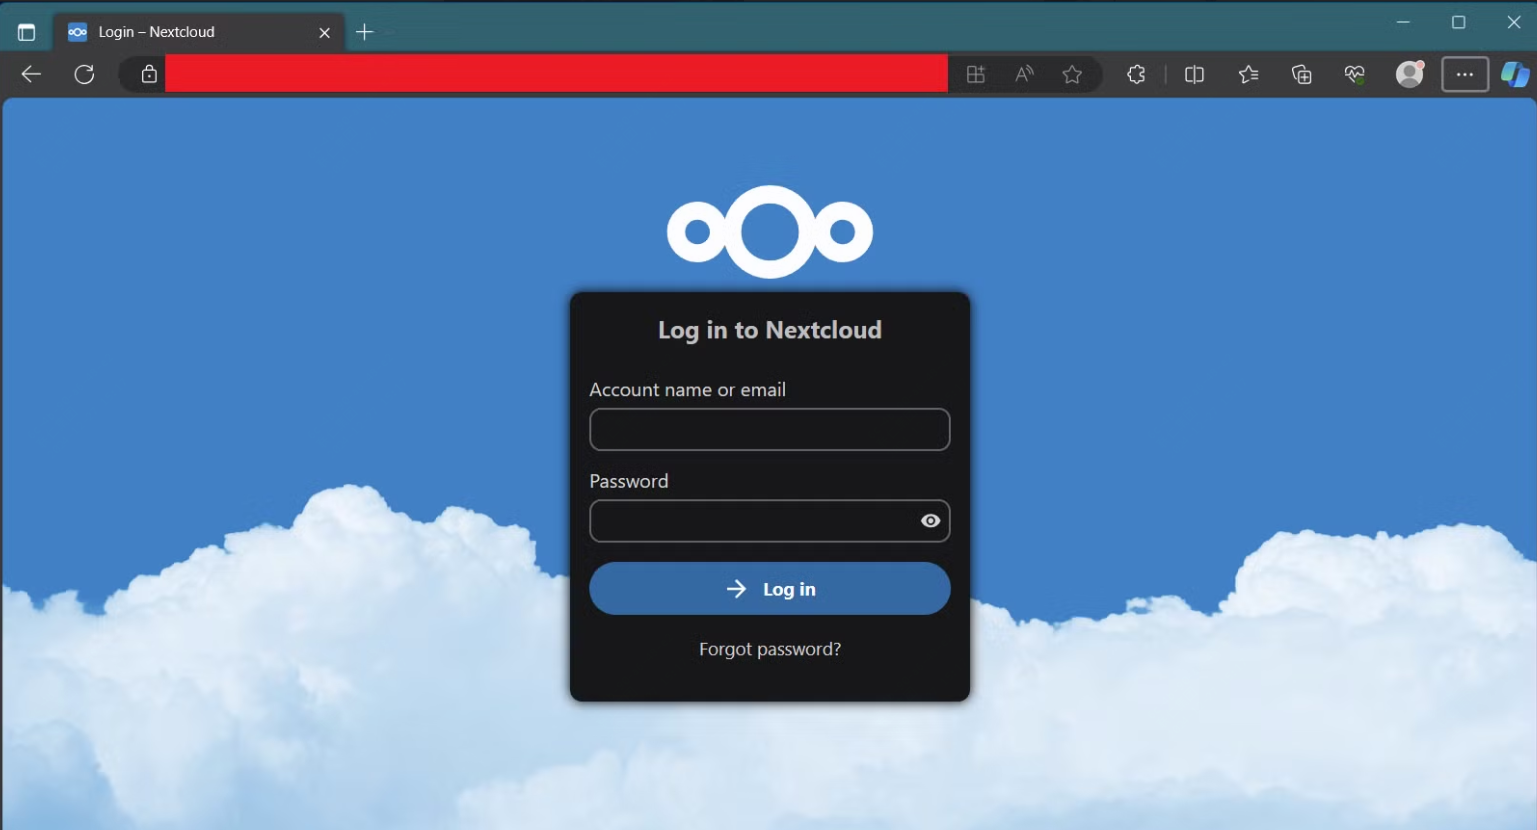 Login – Nextcloud
Log in to Nextcloud
Account name or email
Password
Log in
Forgot password?